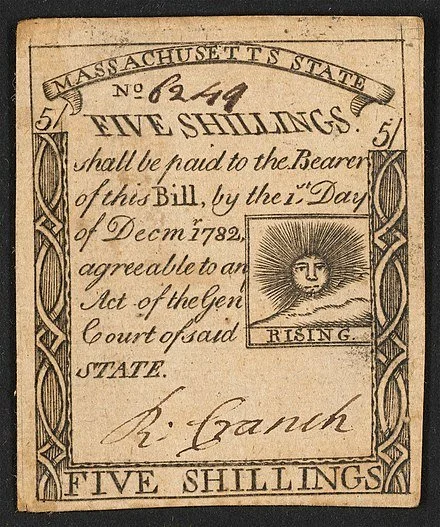 MASSACHUSETTS STATE
No 6249
5/ FIVE SHILLINGS. 5/
shall be paid to the Bearer
of this Bill, by the 1.st Day
of Decmr. 1782,
agreeable to an
Act of the Gen
Court of said
STATE.
RISING.
R. Cranch
FIVE SHILLINGS